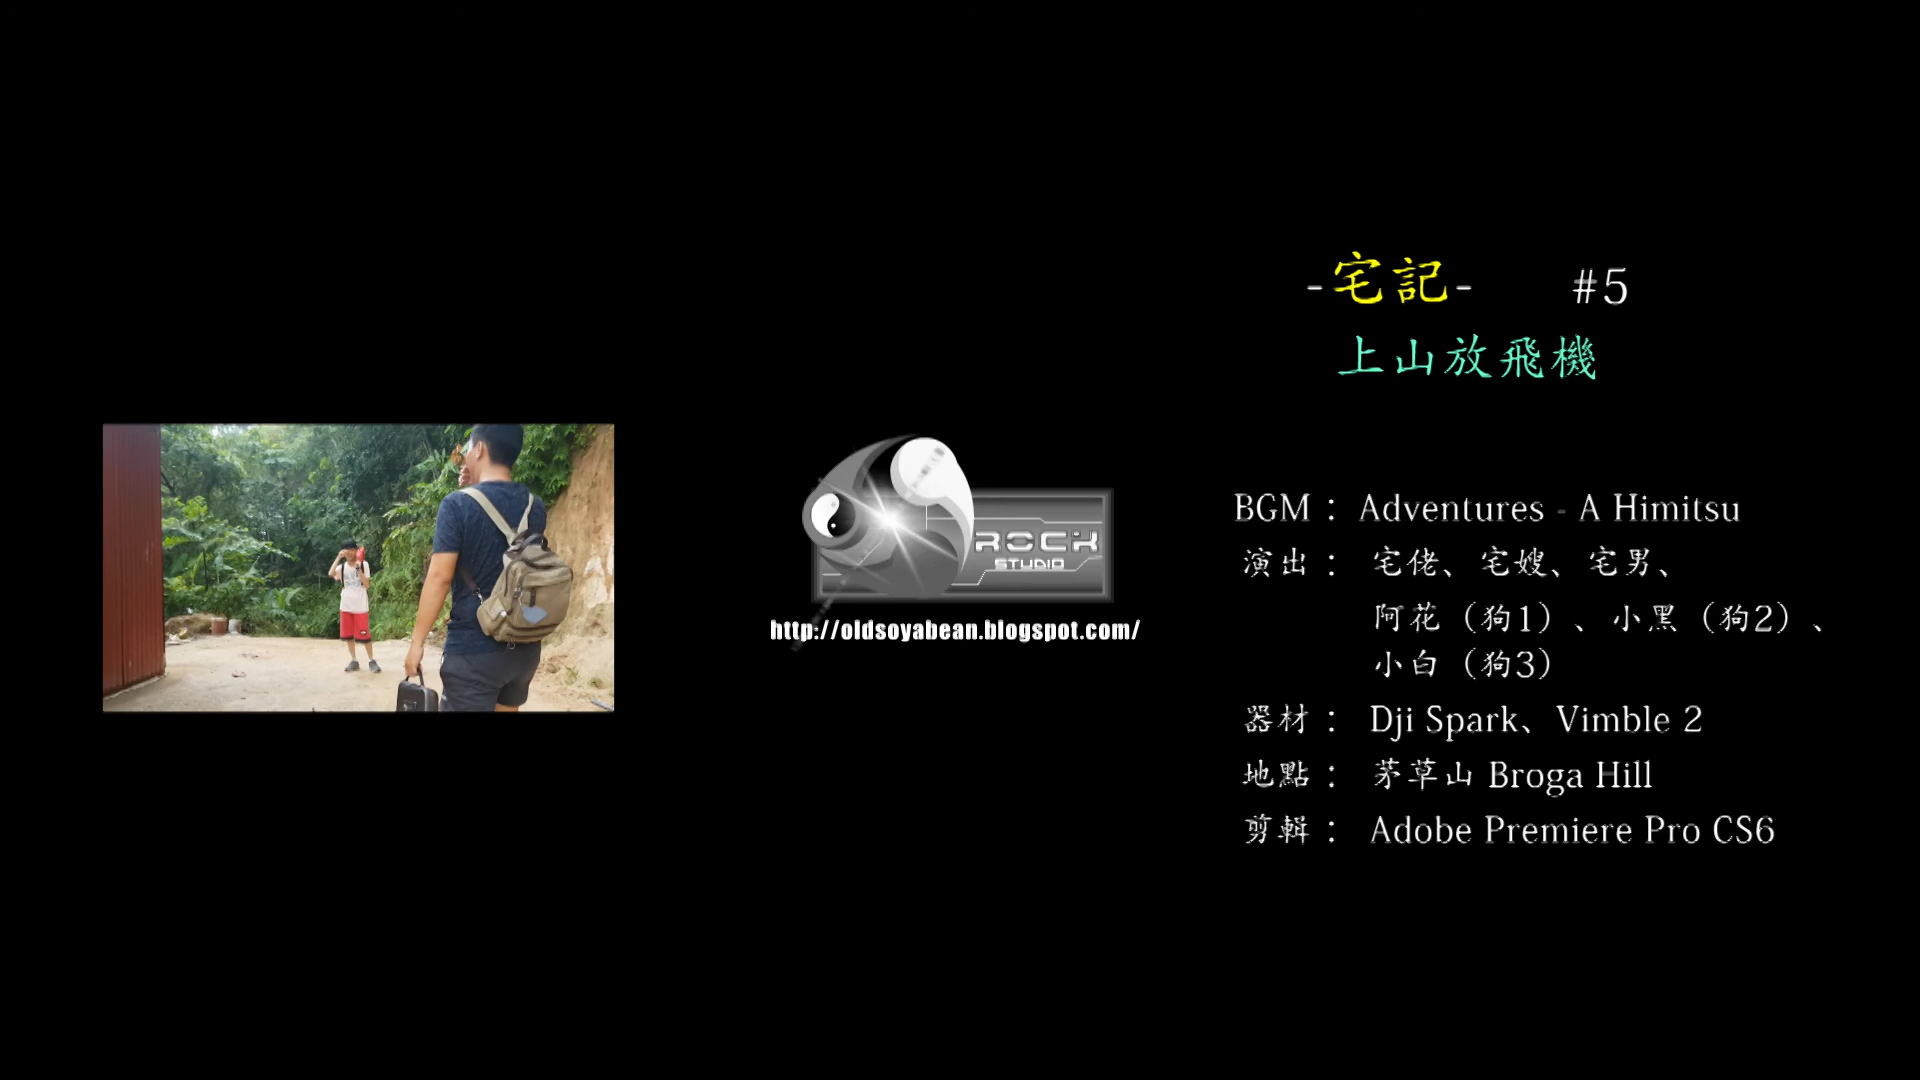 ROCK
STUDIO
http://oldsoyabean.blogspot.com/
-宅記- #5
上山放飛機
BGM： Adventures - A Himitsu
演出： 宅佬、宅嫂、宅男、
阿花（狗1）、小黑（狗2）、
小白（狗3）
器材： Dji Spark、Vimble 2
地點： 茅草山 Broga Hill
剪輯： Adobe Premiere Pro CS6